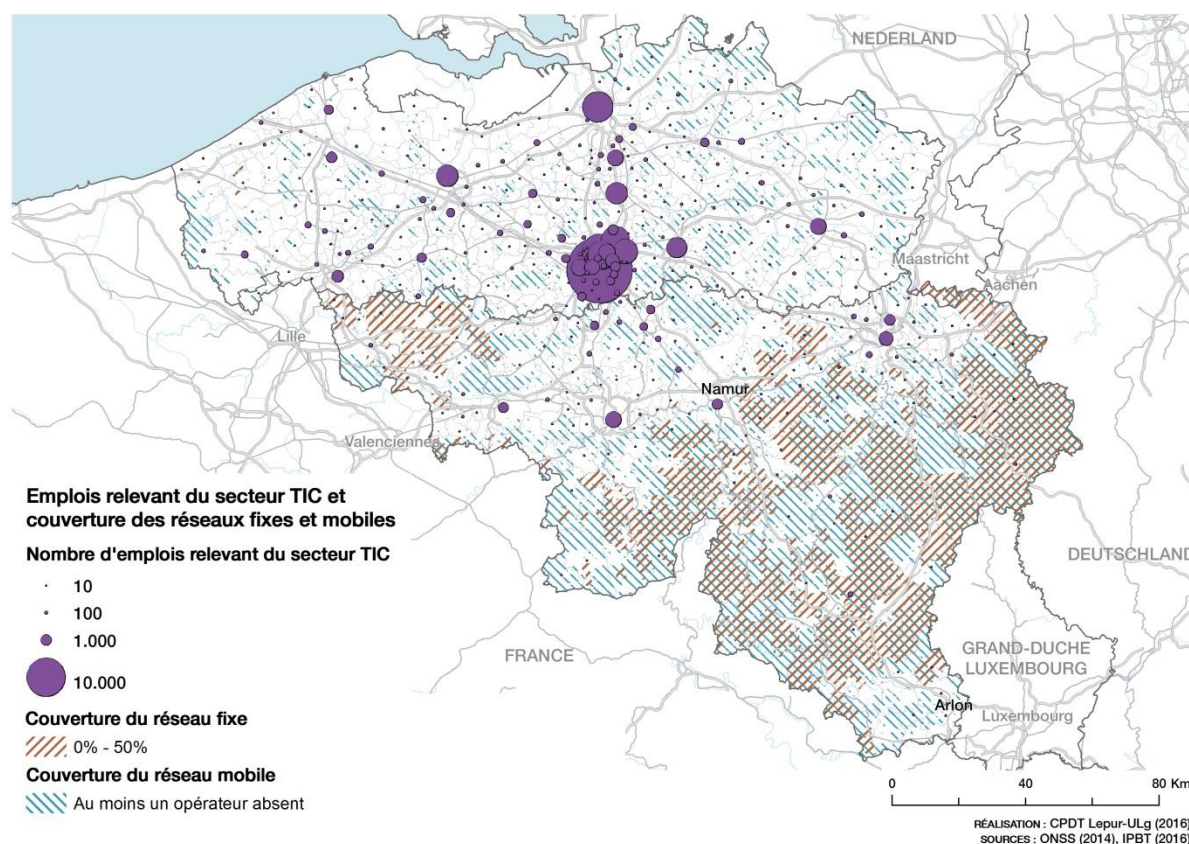 NEDERLAND
Maastricht
Aachen
Lille
Namur
Valenciennes
DEUTSCHLAND
FRANCE
GRAND-DUCHE
LUXEMBOURG
Arlon
Luxembourg
Emplois relevant du secteur TIC et
couverture des réseaux fixes et mobiles
Nombre d'emplois relevant du secteur TIC
10
100
1.000
10.000
Couverture du réseau fixe
0% - 50%
Couverture du réseau mobile
Au moins un opérateur absent
0 40 80 Km
RÉALISATION : CPDT Lepur-ULg (2016)
SOURCES : ONSS (2014), IPBT (2016)